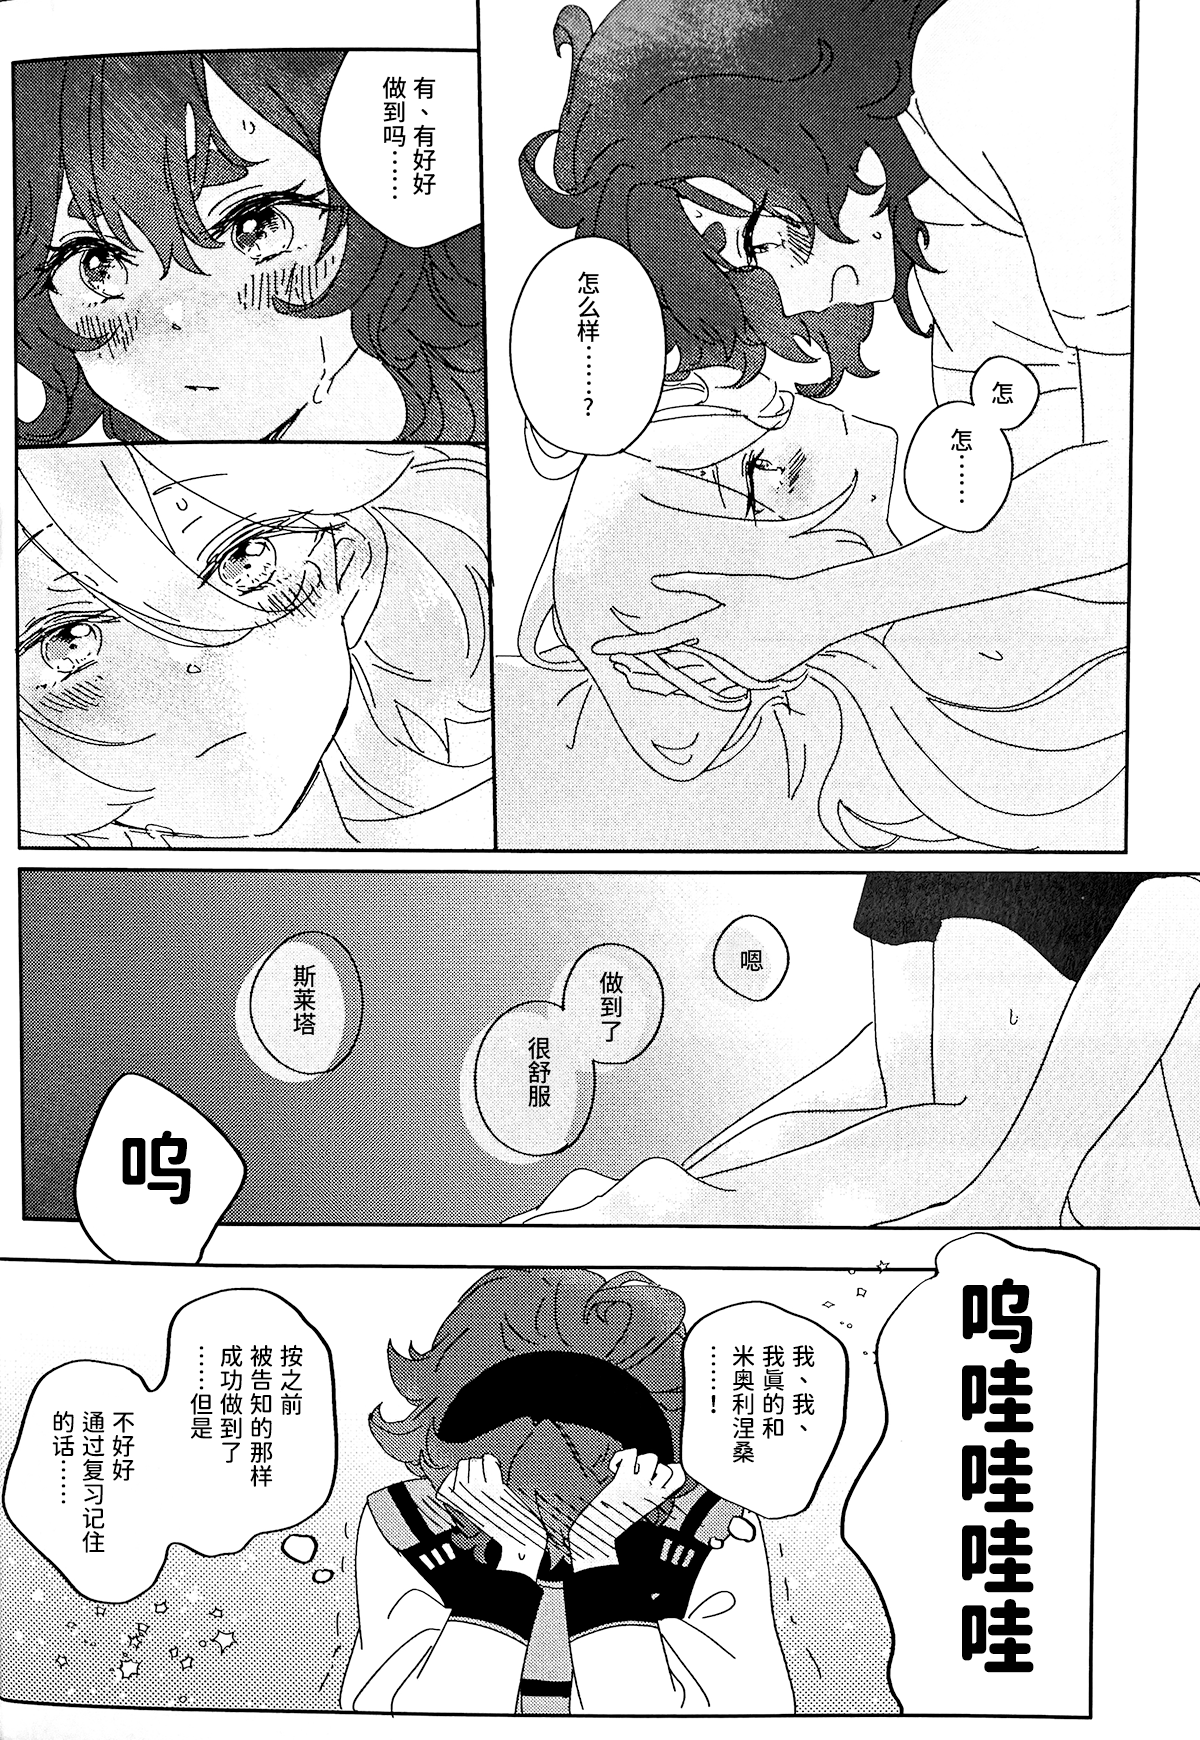 怎
怎……
怎么样……?
有、有好好
做到吗……
嗯
做到了
很舒服
斯莱塔
呜
呜哇哇哇哇
我、我、
我真的和
米奥利涅桑
……!
按之前
被告知的那样
成功做到了
……但是
不好好
通过复习记住
的话……